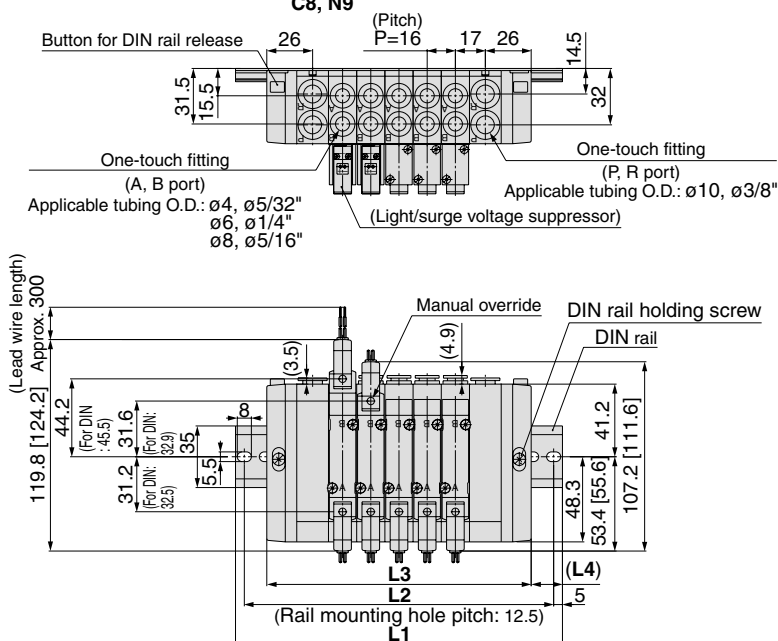 C8, N9
(Pitch)
P=16
Button for DIN rail release
26
17
26
14.5
31.5
15.5
32
One-touch fitting
(A, B port)
Applicable tubing O.D.: ø4, ø5/32"
ø6, ø1/4"
ø8, ø5/16"
One-touch fitting
(P, R port)
Applicable tubing O.D.: ø10, ø3/8"
(Light/surge voltage suppressor)
(Lead wire length)
Approx. 300
Manual override
DIN rail holding screw
DIN rail
(3.5)
(4.9)
119.8 [124.2]
44.2
(For DIN
: 45.5)
31.6
(For DIN:
32.9)
31.2
(For DIN:
32.5)
8
35
5.5
B
A
41.2
48.3
53.4 [55.6]
107.2 [111.6]
L3
(L4)
L2
5
(Rail mounting hole pitch: 12.5)
L1